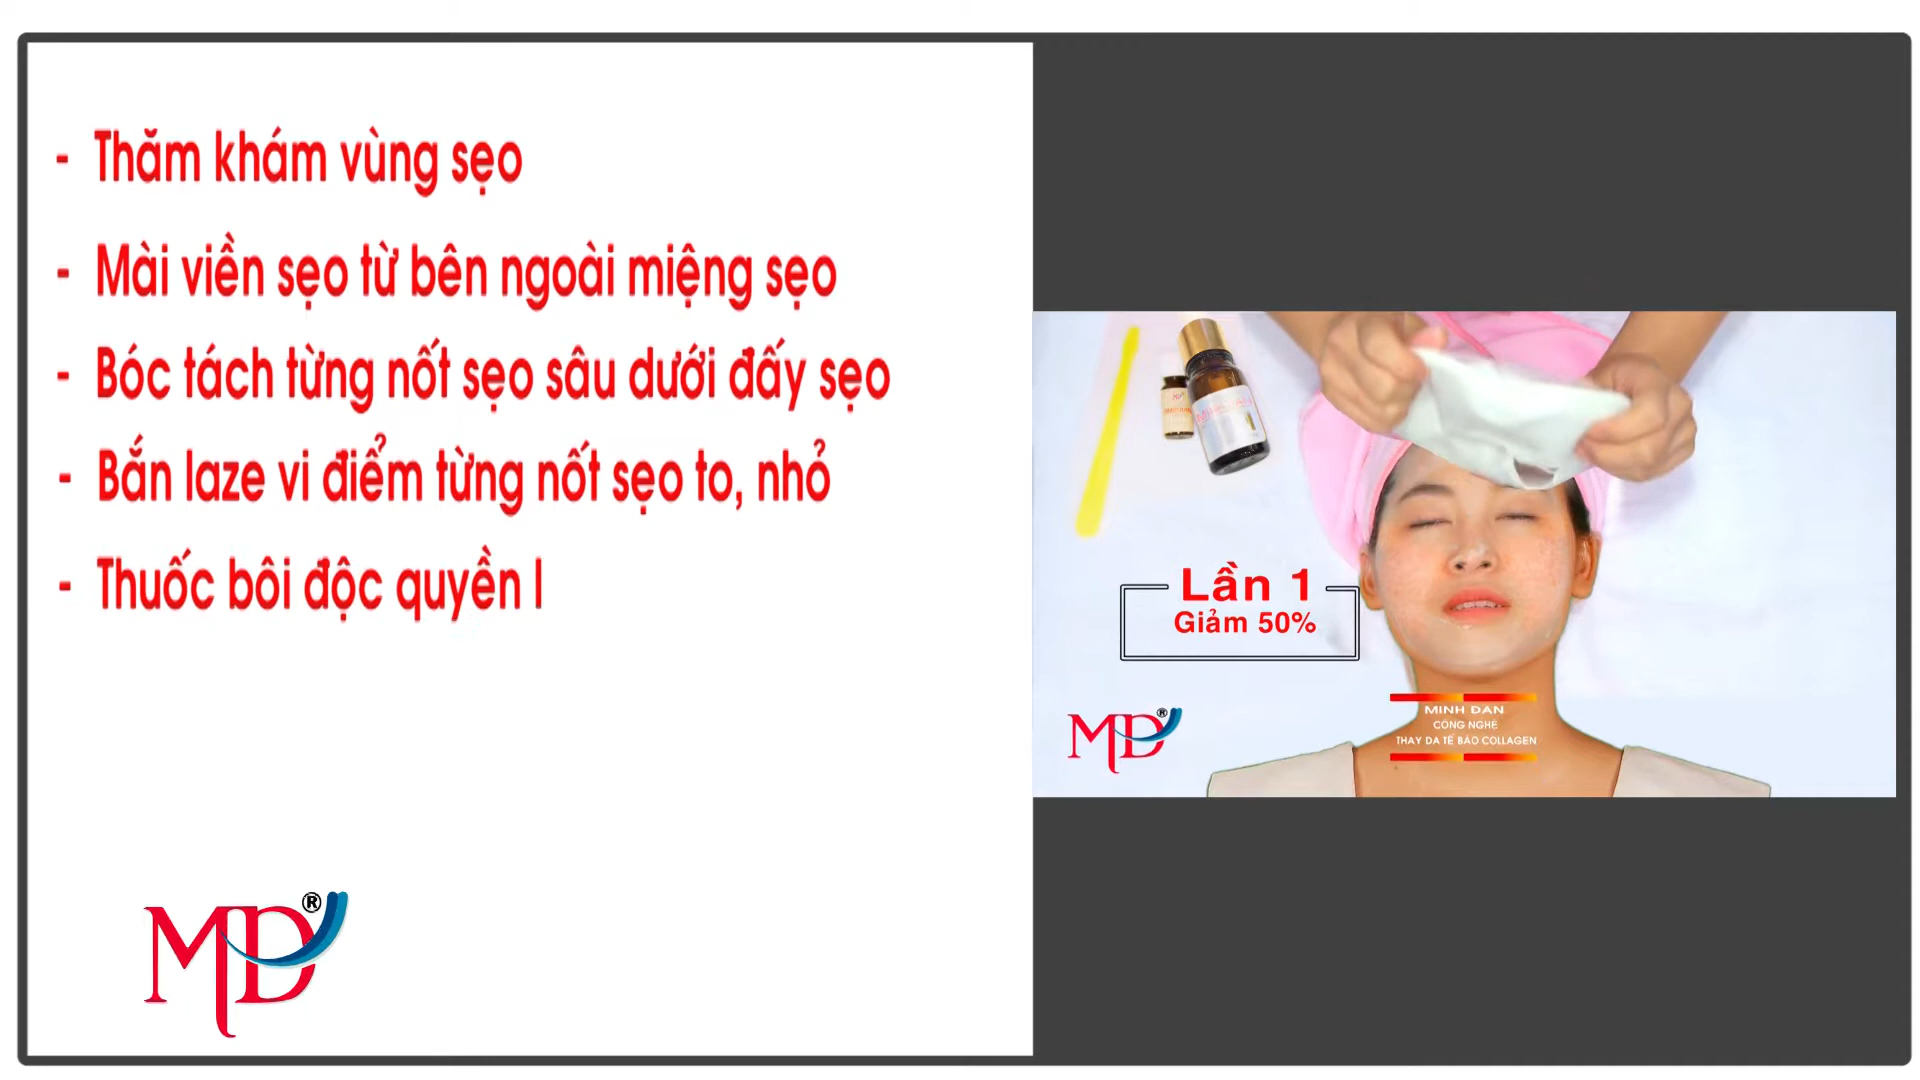 - Thăm khám vùng sẹo
- Mài viền sẹo từ bên ngoài miệng sẹo
- Bóc tách từng nốt sẹo sâu dưới đấy sẹo
- Bắn laze vi điểm từng nốt sẹo to, nhỏ
- Thuốc bôi độc quyền l
MD®
Lần 1
Giảm 50%
MD®
MINH DAN
CÔNG NGHỆ
THAY DA TẾ BÀO COLLAGEN